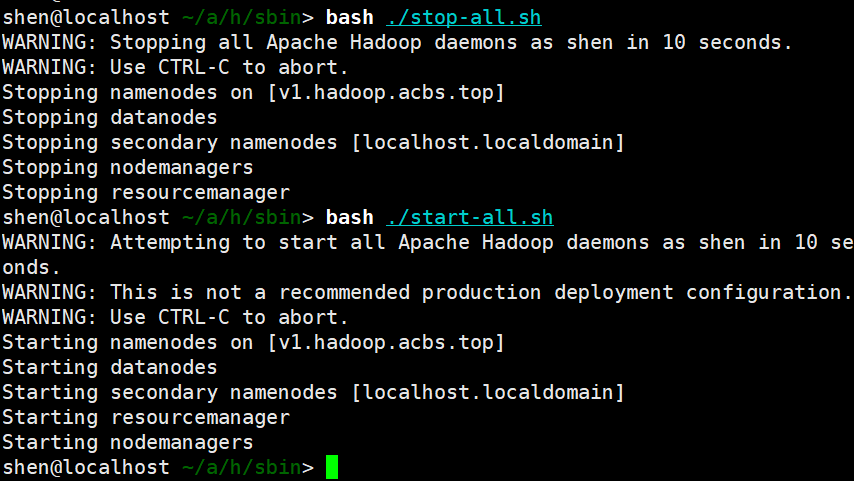 shen@localhost ~/a/h/sbin> bash ./stop-all.sh
WARNING: Stopping all Apache Hadoop daemons as shen in 10 seconds.
WARNING: Use CTRL-C to abort.
Stopping namenodes on [v1.hadoop.acbs.top]
Stopping datanodes
Stopping secondary namenodes [localhost.localdomain]
Stopping nodemanagers
Stopping resourcemanager
shen@localhost ~/a/h/sbin> bash ./start-all.sh
WARNING: Attempting to start all Apache Hadoop daemons as shen in 10 se
onds.
WARNING: This is not a recommended production deployment configuration.
WARNING: Use CTRL-C to abort.
Starting namenodes on [v1.hadoop.acbs.top]
Starting datanodes
Starting secondary namenodes [localhost.localdomain]
Starting resourcemanager
Starting nodemanagers
shen@localhost ~/a/h/sbin>